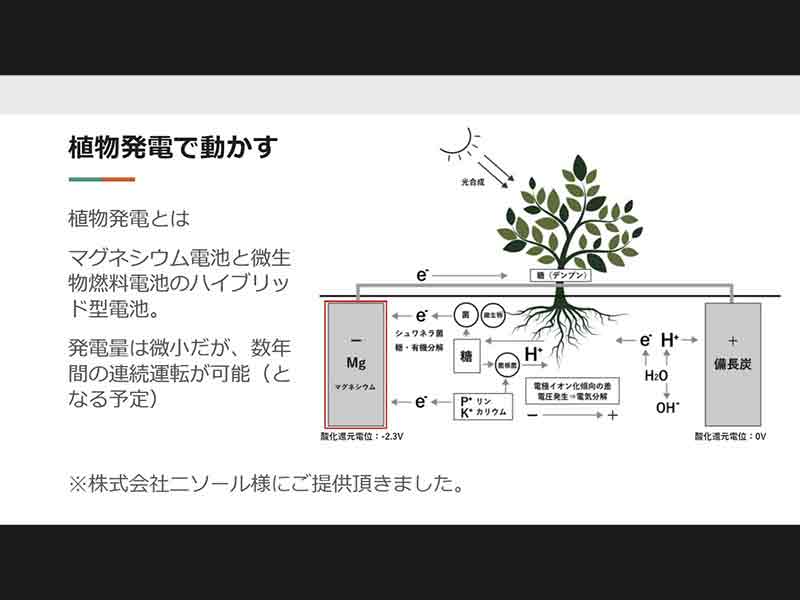 植物発電で動かす
植物発電とは
マグネシウム電池と微生
物燃料電池のハイブリッ
ド型電池。
発電量は微小だが、数年
間の連続運転が可能（と
なる予定）
※株式会社ニソール様にご提供頂きました。
光合成
糖（デンプン）
e-
－
Mg
マグネシウム
酸化還元電位：-2.3V
e-
菌
微生物
シュワネラ菌
糖・有機分解
糖
菌根菌
H+
e-
P+ リン
K+ カリウム
電極イオン化傾向の差
電圧発生⇒電気分解
－ ＋
e- H+
H2O
OH-
＋
備長炭
酸化還元電位：0V